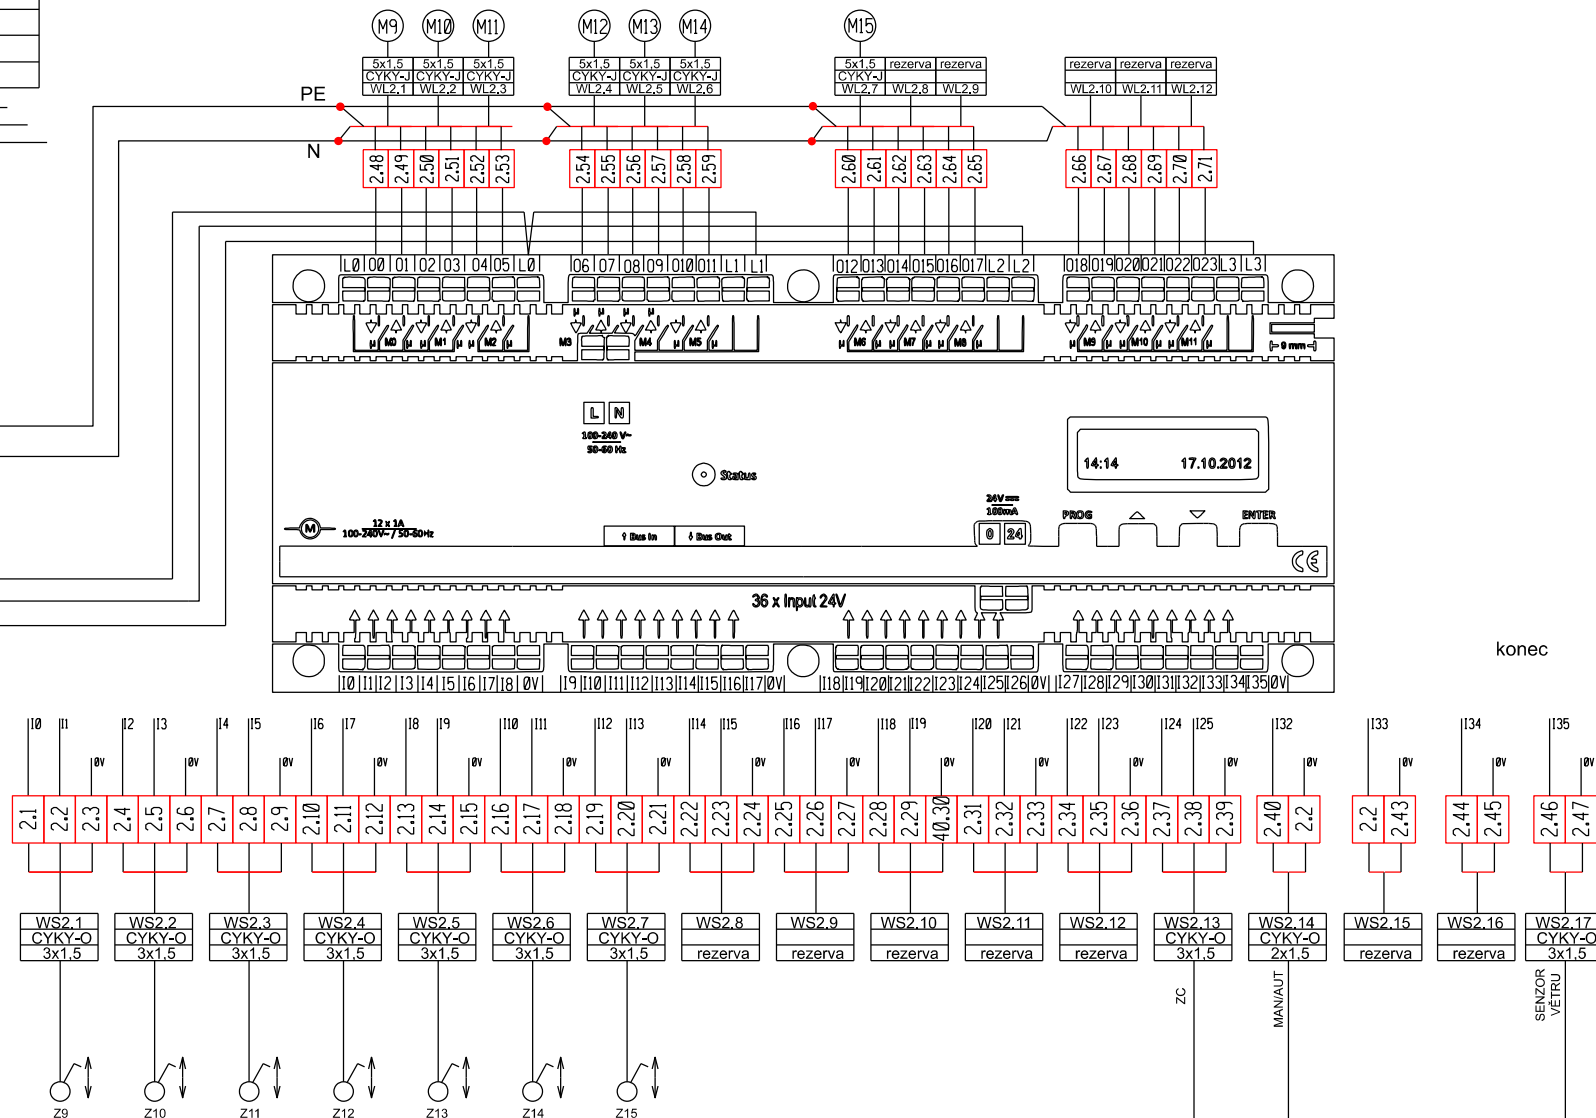 M9 M10 M11 M12 M13 M14 M15
5x1,5 5x1,5 5x1,5 5x1,5 5x1,5 5x1,5 5x1,5 rezerva rezerva rezerva rezerva rezerva
CYKY-J CYKY-J CYKY-J CYKY-J CYKY-J CYKY-J CYKY-J
WL2.1 WL2.2 WL2.3 WL2.4 WL2.5 WL2.6 WL2.7 WL2.8 WL2.9 WL2.10 WL2.11 WL2.12
PE
N
2.48 2.49 2.50 2.51 2.52 2.53 2.54 2.55 2.56 2.57 2.58 2.59 2.60 2.61 2.62 2.63 2.64 2.65 2.66 2.67 2.68 2.69 2.70 2.71
L0 O0 O1 O2 O3 O4 O5 L0 O6 O7 O8 O9 O10 O11 L1 L1 O12 O13 O14 O15 O16 O17 L2 L2 O18 O19 O20 O21 O22 O23 L3 L3
µ µ µ µ
µ M0 µ M1 µ M2 µ M3 M4 µ M5 µ µ M6 µ M7 µ M8 µ µ M9 µ M10 µ M11 µ 9 mm
L N
100-240 V~
50-60 Hz
Status
14:14 17.10.2012
24V
100mA
PROG ENTER
M 12 x 1A
100-240V~ / 50-60Hz
Bus In Bus Out
0 24
CE
36 x Input 24V
konec
I0 I1 I2 I3 I4 I5 I6 I7 I8 0V I9 I10 I11 I12 I13 I14 I15 I16 I17 0V I18 I19 I20 I21 I22 I23 I24 I25 I26 0V I27 I28 I29 I30 I31 I32 I33 I34 I35 0V
I0 I1 I2 I3 I4 I5 I6 I7 I8 I9 I10 I11 I12 I13 I14 I15 I16 I17 I18 I19 I20 I21 I22 I23 I24 I25 I32 I33 I34 I35
0V 0V 0V 0V 0V 0V 0V 0V 0V 0V 0V 0V 0V 0V 0V 0V
2.1 2.2 2.3 2.4 2.5 2.6 2.7 2.8 2.9 2.10 2.11 2.12 2.13 2.14 2.15 2.16 2.17 2.18 2.19 2.20 2.21 2.22 2.23 2.24 2.25 2.26 2.27 2.28 2.29 40.30 2.31 2.32 2.33 2.34 2.35 2.36 2.37 2.38 2.39 2.40 2.2 2.2 2.43 2.44 2.45 2.46 2.47
WS2.1 WS2.2 WS2.3 WS2.4 WS2.5 WS2.6 WS2.7 WS2.8 WS2.9 WS2.10 WS2.11 WS2.12 WS2.13 WS2.14 WS2.15 WS2.16 WS2.17
CYKY-O CYKY-O CYKY-O CYKY-O CYKY-O CYKY-O CYKY-O CYKY-O CYKY-O CYKY-O
3x1,5 3x1,5 3x1,5 3x1,5 3x1,5 3x1,5 3x1,5 rezerva rezerva rezerva rezerva rezerva 3x1,5 2x1,5 rezerva rezerva 3x1,5
ZC
MAN/AUT
SENZOR
VĚTRU
Z9 Z10 Z11 Z12 Z13 Z14 Z15